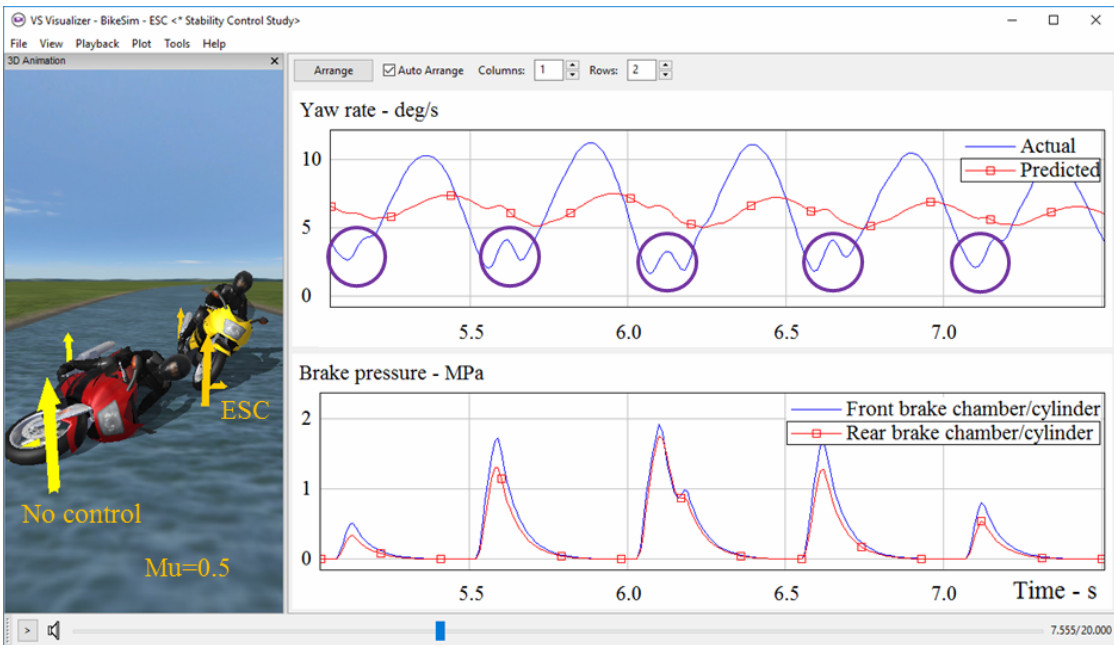 VS Visualizer - BikeSim - ESC <* Stability Control Study>
File View Playback Plot Tools Help
3D Animation
Arrange Auto Arrange Columns: 1 Rows: 2
Yaw rate - deg/s
Actual
Predicted
10
5
0
5.5 6.0 6.5 7.0
Brake pressure - MPa
Front brake chamber/cylinder
Rear brake chamber/cylinder
2
1
0
5.5 6.0 6.5 7.0 Time - s
ESC
No control
Mu=0.5
> 7.555/20.000